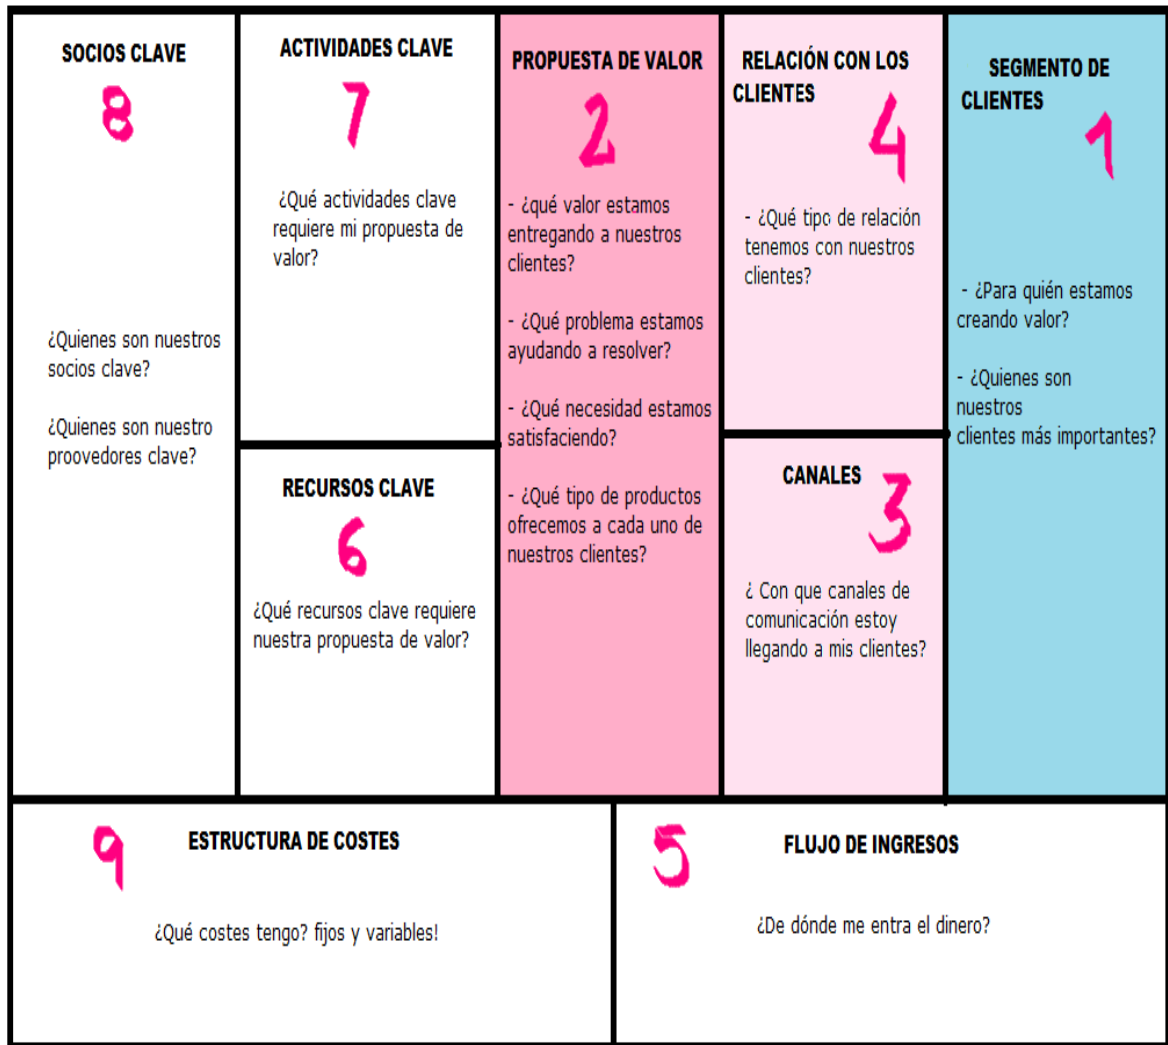 SOCIOS CLAVE
8
¿Quienes son nuestros
socios clave?
¿Quienes son nuestro
proovedores clave?
ACTIVIDADES CLAVE
7
¿Qué actividades clave
requiere mi propuesta de
valor?
RECURSOS CLAVE
6
¿Qué recursos clave requiere
nuestra propuesta de valor?
PROPUESTA DE VALOR
2
- ¿qué valor estamos
entregando a nuestros
clientes?
- ¿Qué problema estamos
ayudando a resolver?
- ¿Qué necesidad estamos
satisfaciendo?
- ¿Qué tipo de productos
ofrecemos a cada uno de
nuestros clientes?
RELACIÓN CON LOS
CLIENTES
4
- ¿Qué tipo de relación
tenemos con nuestros
clientes?
CANALES
3
¿ Con que canales de
comunicación estoy
llegando a mis clientes?
SEGMENTO DE
CLIENTES
1
- ¿Para quién estamos
creando valor?
- ¿Quienes son
nuestros
clientes más importantes?
9
ESTRUCTURA DE COSTES
¿Qué costes tengo? fijos y variables!
5
FLUJO DE INGRESOS
¿De dónde me entra el dinero?